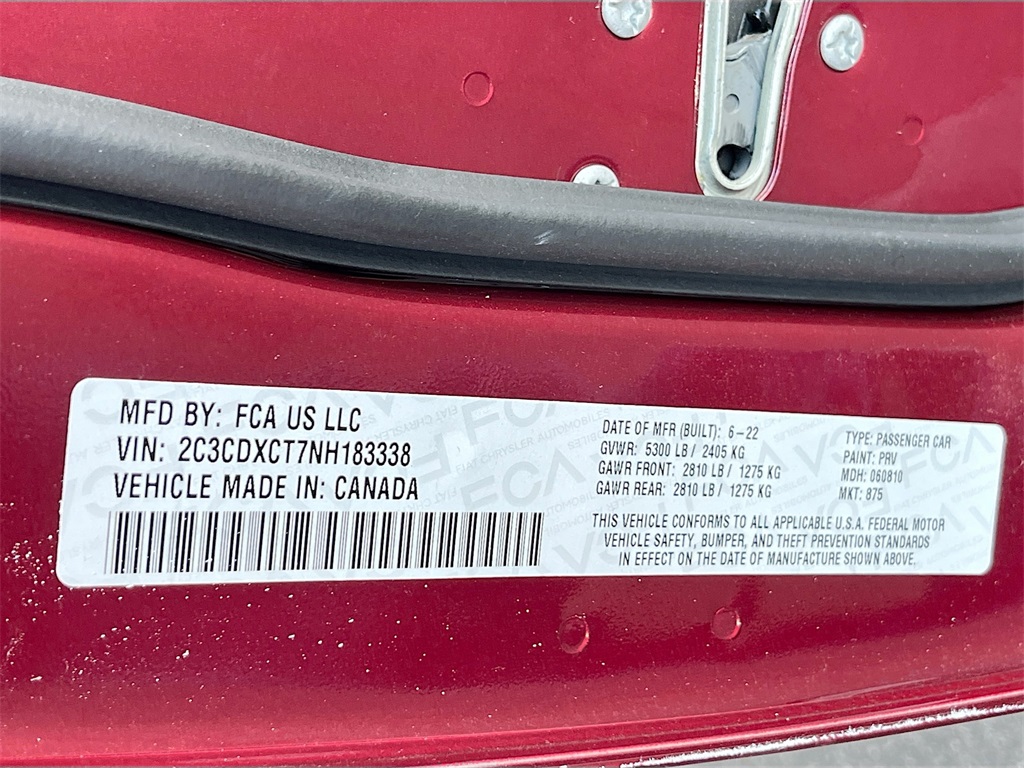 MFD BY: FCA US LLC
VIN: 2C3CDXCT7NH183338
VEHICLE MADE IN: CANADA
DATE OF MFR (BUILT): 6-22
GVWR: 5300 LB / 2405 KG
GAWR FRONT: 2810 LB / 1275 KG
GAWR REAR: 2810 LB / 1275 KG
TYPE: PASSENGER CAR
PAINT: PRV
MDH: 060810
MKT: 875
THIS VEHICLE CONFORMS TO ALL APPLICABLE U.S.A. FEDERAL MOTOR
VEHICLE SAFETY, BUMPER, AND THEFT PREVENTION STANDARDS
IN EFFECT ON THE DATE OF MANUFACTURE SHOWN ABOVE.